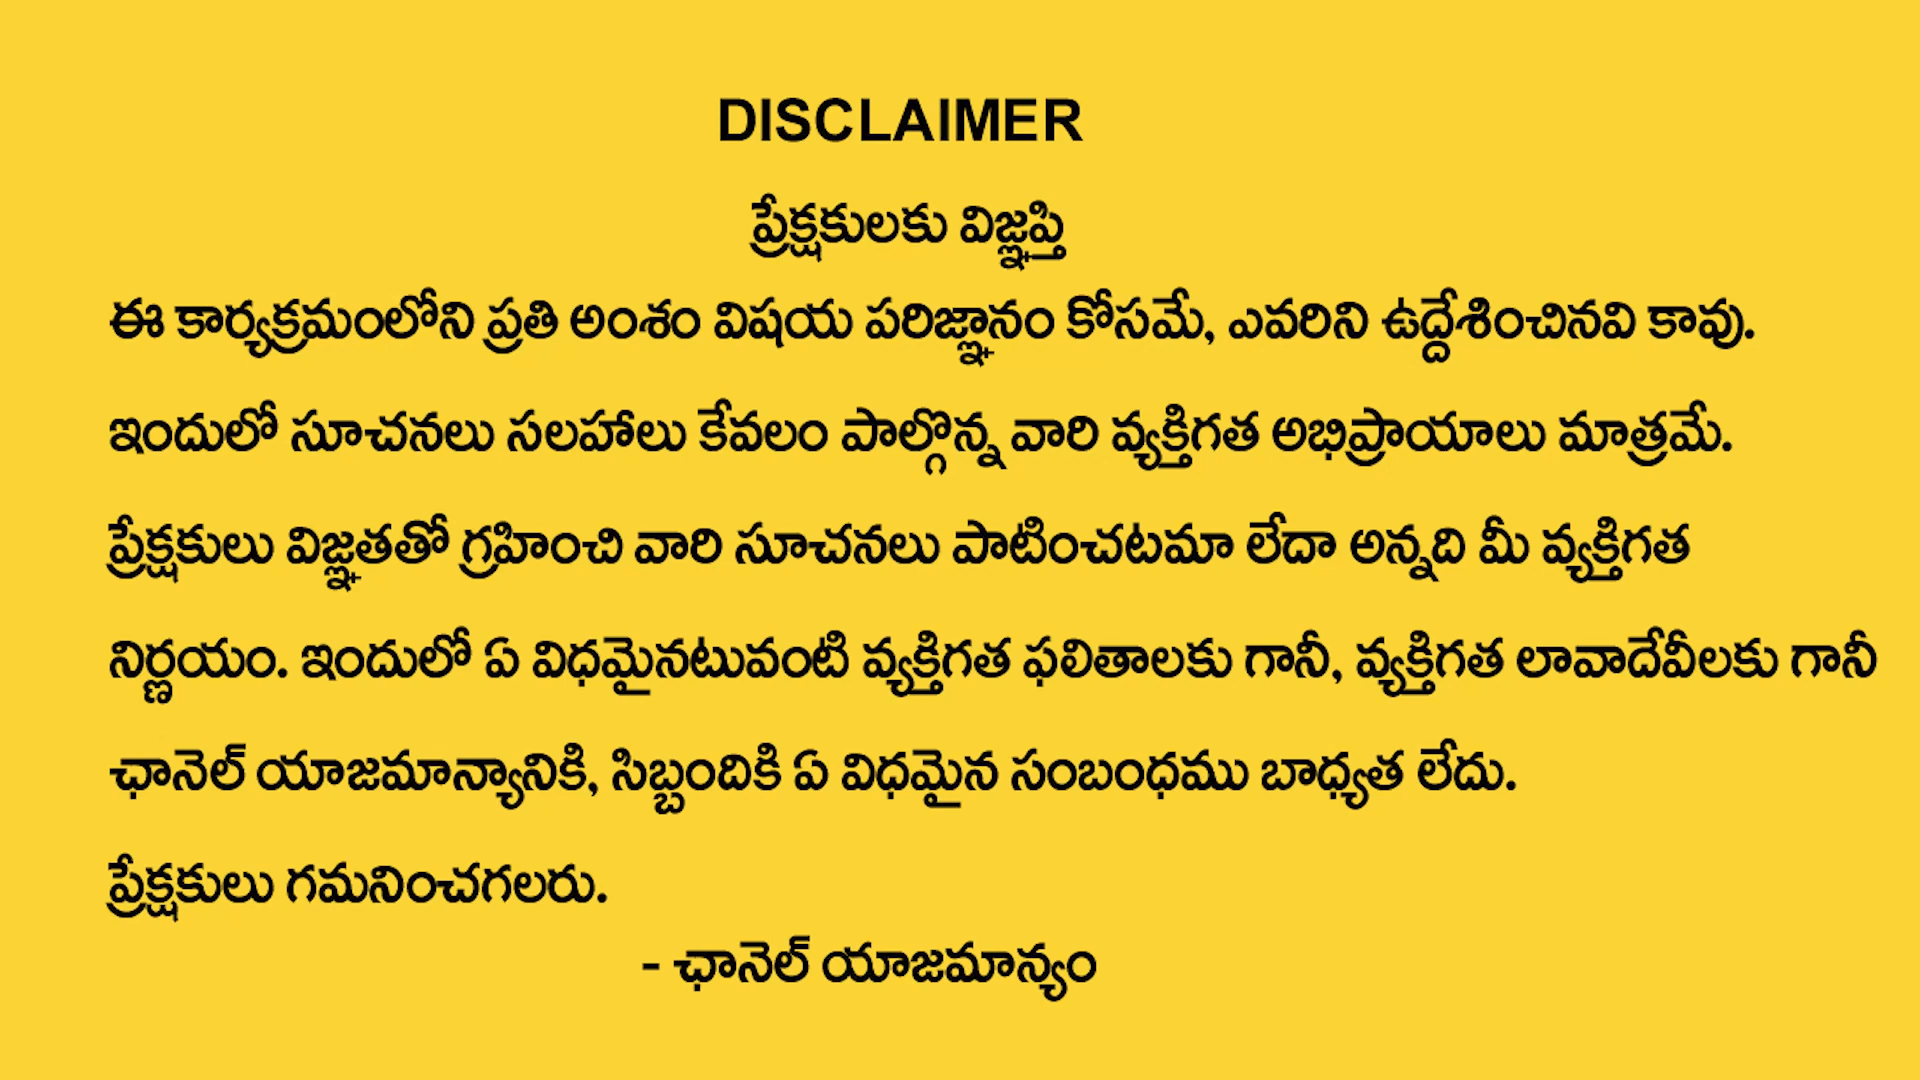 DISCLAIMER
ప్రేక్షకులకు విజ్ఞప్తి
ఈ కార్యక్రమంలోని ప్రతి అంశం విషయ పరిజ్ఞానం కోసమే, ఎవరిని ఉద్దేశించినవి కావు.
ఇందులో సూచనలు సలహాలు కేవలం పాల్గొన్న వారి వ్యక్తిగత అభిప్రాయాలు మాత్రమే.
ప్రేక్షకులు విజ్ఞతతో గ్రహించి వారి సూచనలు పాటించటమా లేదా అన్నది మీ వ్యక్తిగత
నిర్ణయం. ఇందులో ఏ విధమైనటువంటి వ్యక్తిగత ఫలితాలకు గానీ, వ్యక్తిగత లావాదేవీలకు గానీ
ఛానెల్ యాజమాన్యానికి, సిబ్బందికి ఏ విధమైన సంబంధము బాధ్యత లేదు.
ప్రేక్షకులు గమనించగలరు.
- ఛానెల్ యాజమాన్యం